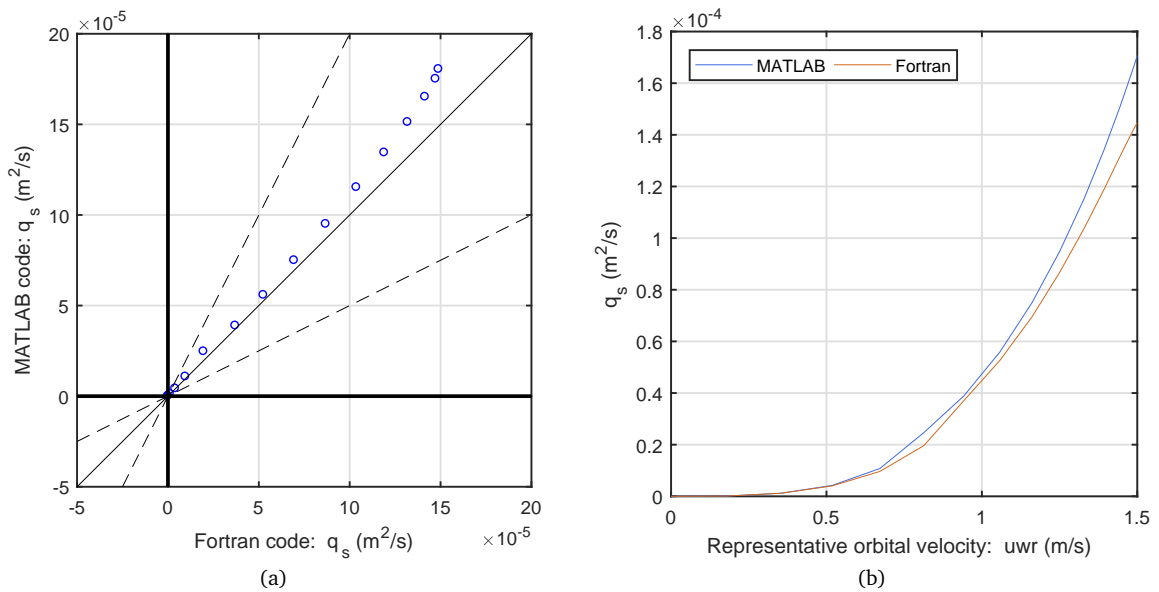 ×10^-5
20
15
10
5
0
-5
MATLAB code: q_s (m^2/s)
-5 0 5 10 15 20
Fortran code: q_s (m^2/s) ×10^-5
(a)
×10^-4
1.8
1.6
1.4
1.2
1
0.8
0.6
0.4
0.2
0
q_s (m^2/s)
MATLAB Fortran
0 0.5 1 1.5
Representative orbital velocity: uwr (m/s)
(b)